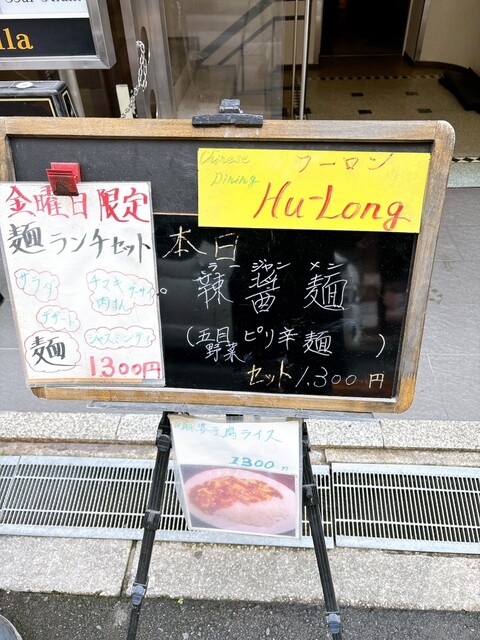 lla
Chinese
Dining
フーロン
Hu-Long
金曜日限定
麺ランチセット
サラダ
チマキ
肉まん
デザート
麺
ジャスミンティ
1300円
本日
ラー ジャン メン
辣醤麺
(五目野菜ピリ辛麺)
セット1,300円
麻婆豆腐ライス
1300円